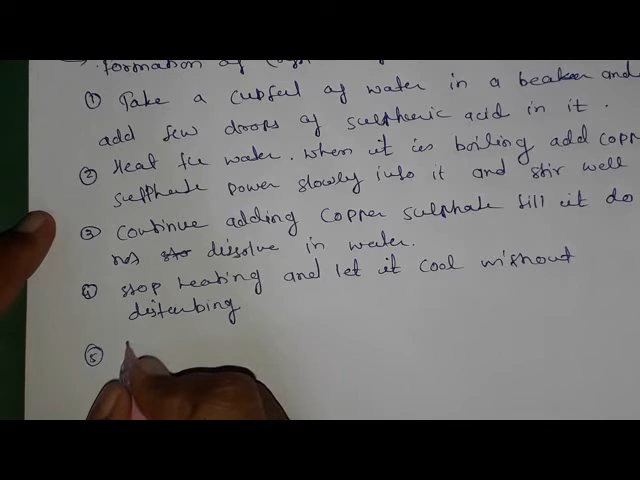 formation of
① Take a cupful of water in a beaker and
add few drops of sulphuric acid in it.
② Heat the water. When it is boiling add copp
sulphate power slowly into it and stir well
③ Continue adding Copper sulphate till it do
not dissolve in water.
④ Stop heating and let it cool without
disturbing
⑤